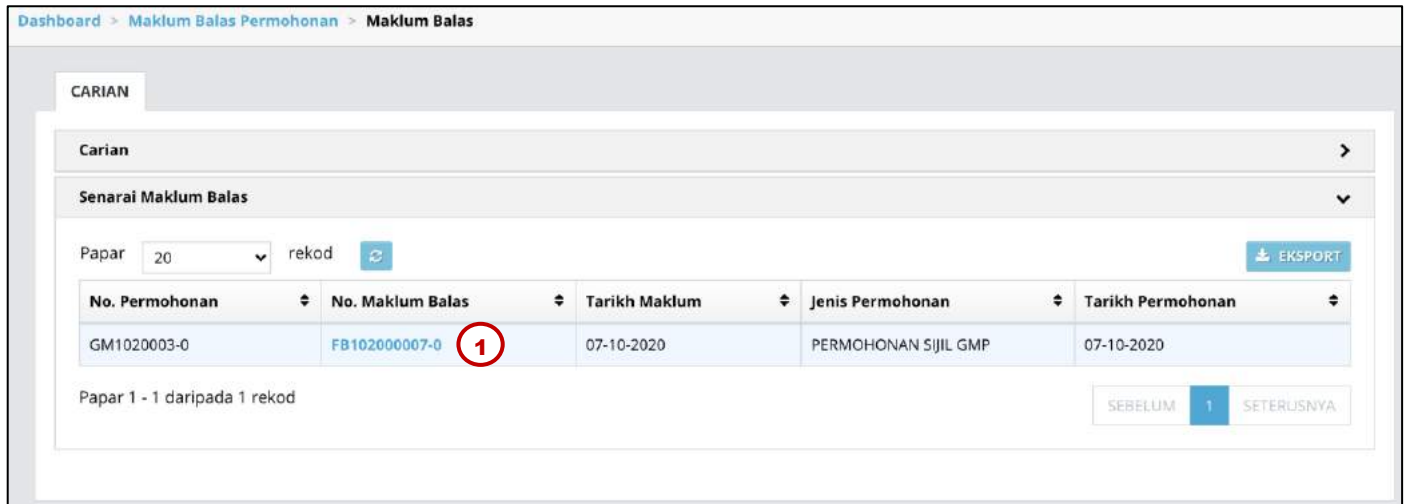 Dashboard > Maklum Balas Permohonan > Maklum Balas
CARIAN
Carian
Senarai Maklum Balas
Papar 20 rekod EKSPORT
No. Permohonan No. Maklum Balas Tarikh Maklum Jenis Permohonan Tarikh Permohonan
GM1020003-0 FB102000007-0 1 07-10-2020 PERMOHONAN SIJIL GMP 07-10-2020
Papar 1 - 1 daripada 1 rekod SEBELUM 1 SETERUSNYA